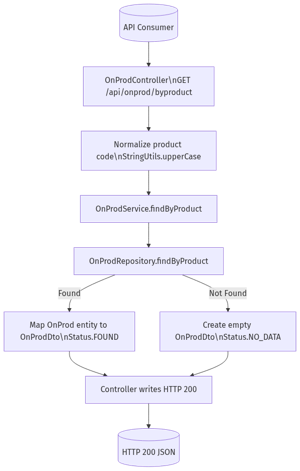 API Consumer
OnProdController\nGET
/api/onprod/byproduct
Normalize product
code\nStringUtils.upperCase
OnProdService.findByProduct
OnProdRepository.findByProduct
Found
Not Found
Map OnProd entity to
OnProdDto\nStatus.FOUND
Create empty
OnProdDto\nStatus.NO_DATA
Controller writes HTTP 200
HTTP 200 JSON